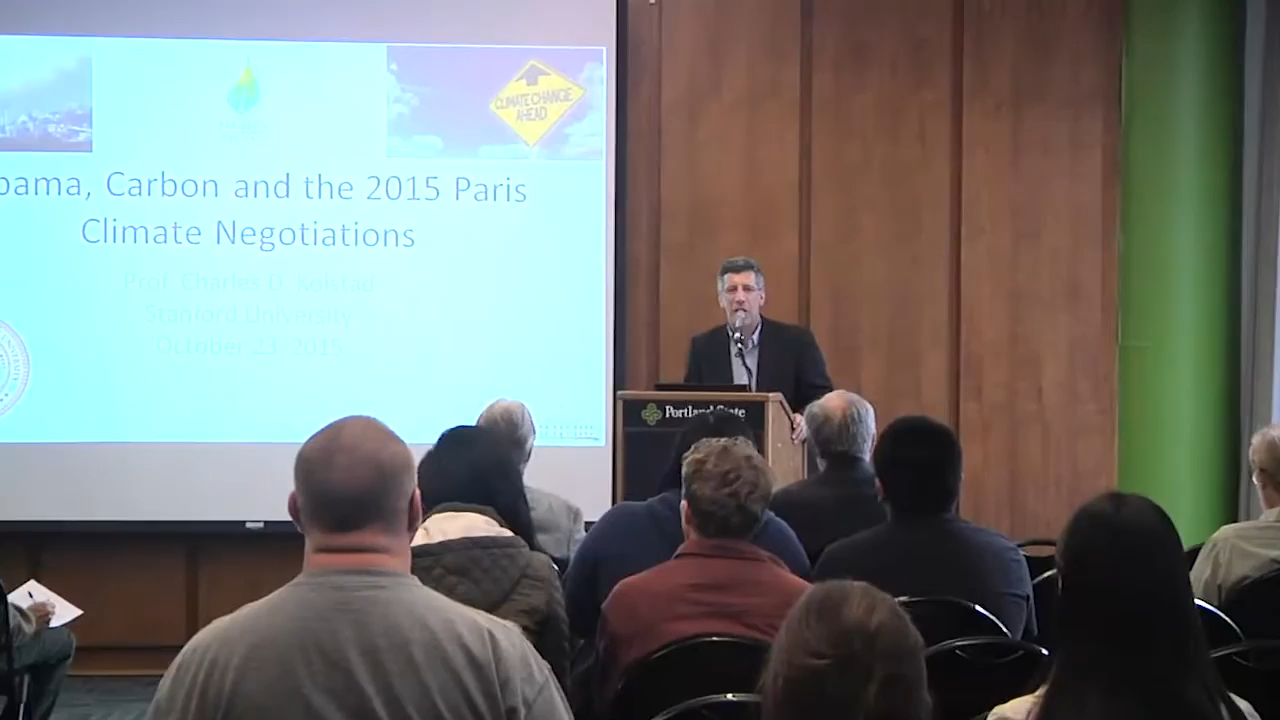 CLIMATE CHANGE
AHEAD
bama, Carbon and the 2015 Paris
Climate Negotiations
Prof. Charles D. Kolstad
Stanford University
October 23, 2015
Portland State